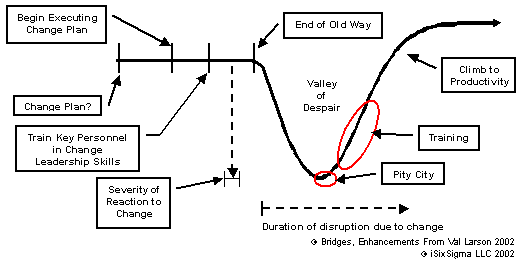 Begin Executing
Change Plan
End of Old Way
Valley
of
Despair
Climb to
Productivity
Change Plan?
Train Key Personnel
in Change
Leadership Skills
Training
Severity of
Reaction to
Change
Pity City
Duration of disruption due to change
Bridges, Enhancements From Val Larson 2002
iSixSigma LLC 2002